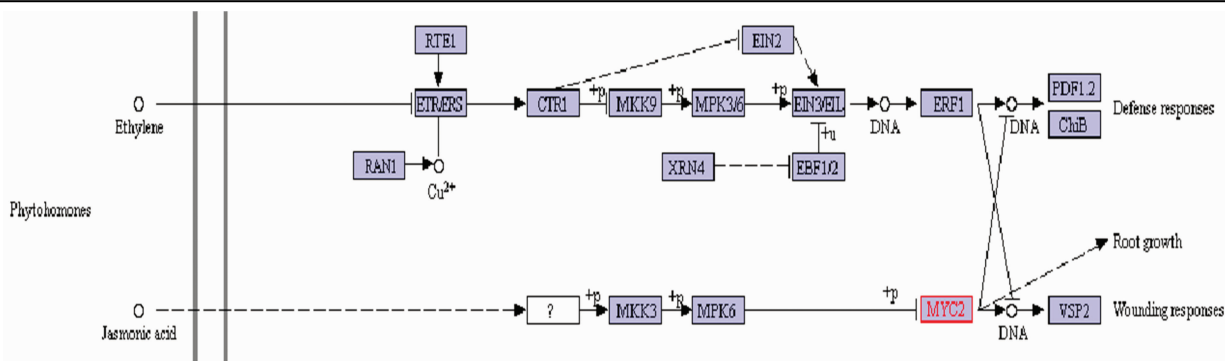 RTE1
EIN2
ETR/ERS
CTR1
+p
MKK9
+p
MPK3/6
+p
EIN3/EIL
DNA
ERF1
DNA
PDF1.2
ChiB
Defense responses
Ethylene
+u
RAN1
Cu2+
XRN4
EBF1/2
Phytohomones
Root growth
Jasmonic acid
?
+p
MKK3
+p
MPK6
+p
MYC2
DNA
VSP2
Wounding responses